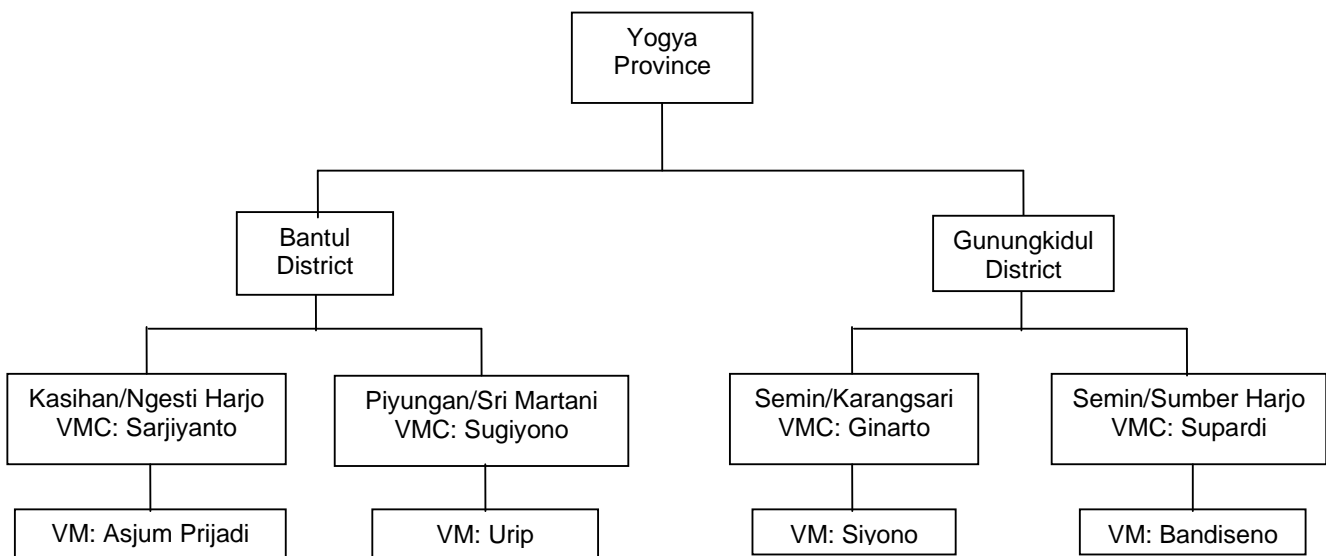 Yogya
Province
Bantul
District
Gunungkidul
District
Kasihan/Ngesti Harjo
VMC: Sarjiyanto
Piyungan/Sri Martani
VMC: Sugiyono
Semin/Karangsari
VMC: Ginarto
Semin/Sumber Harjo
VMC: Supardi
VM: Asjum Prijadi
VM: Urip
VM: Siyono
VM: Bandiseno